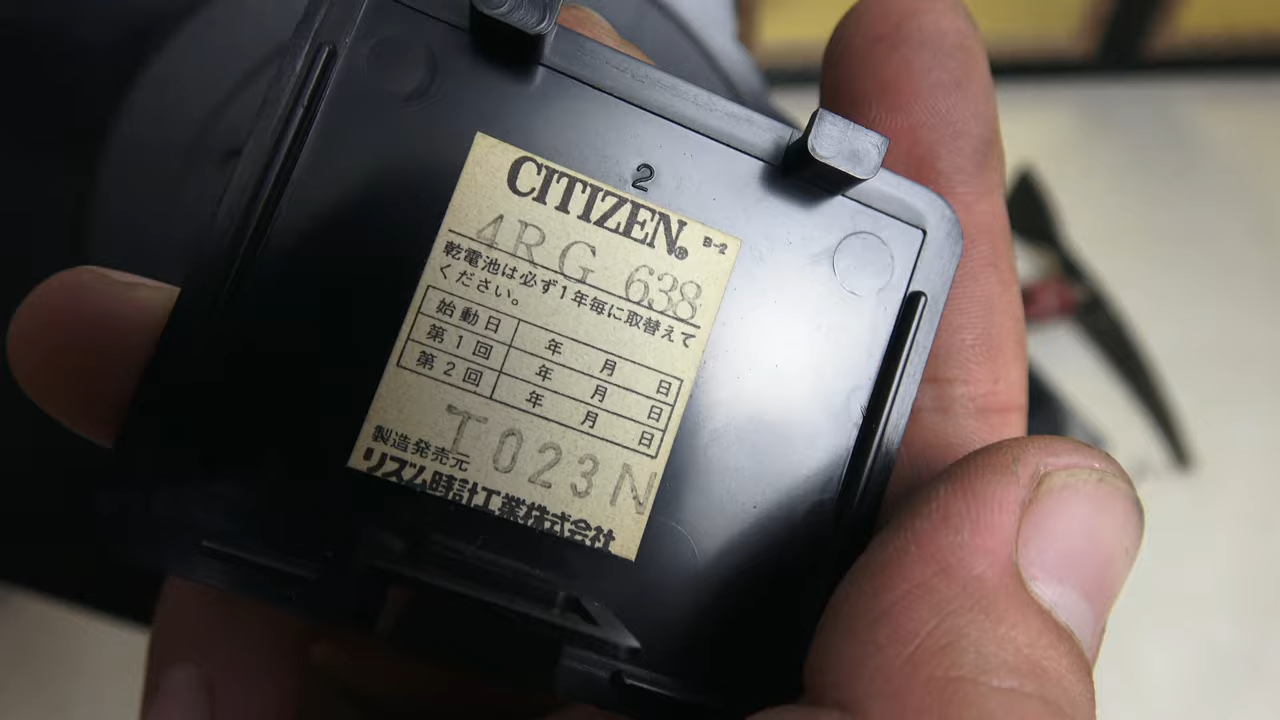 2
CITIZEN® B-2
4RG 638
乾電池は必ず1年毎に取替えて
ください。
始動日 年 月 日
第1回 年 月 日
第2回 年 月 日
T023N
製造発売元
リズム時計工業株式会社